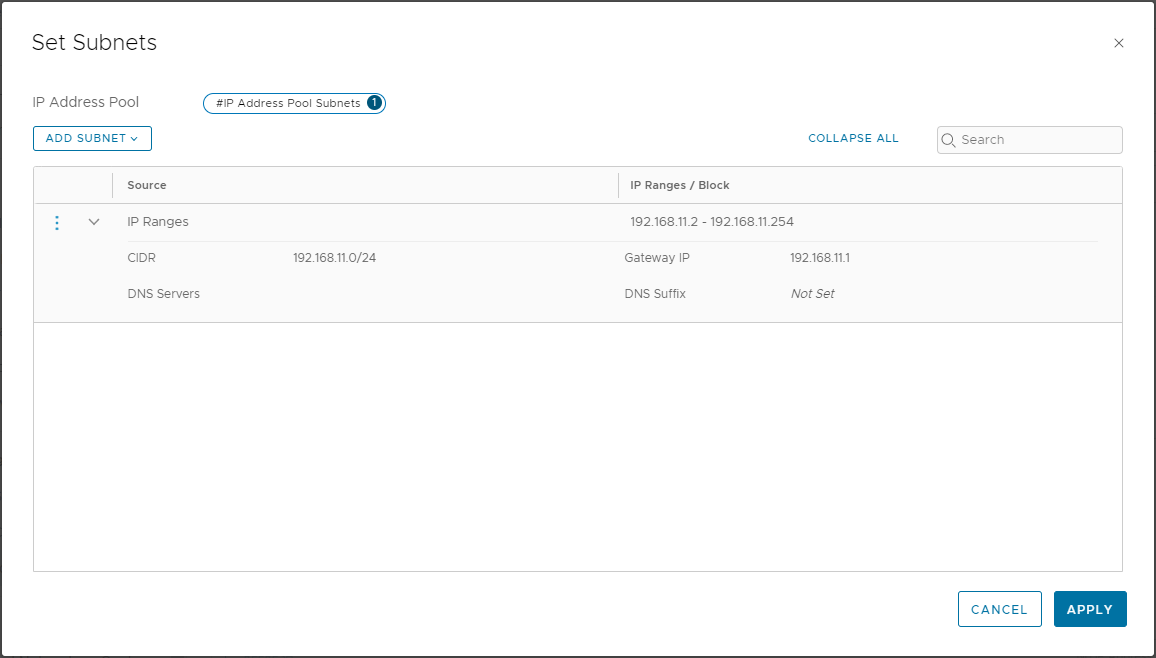 Set Subnets
IP Address Pool
#IP Address Pool Subnets 1
ADD SUBNET
COLLAPSE ALL
Search
Source
IP Ranges / Block
IP Ranges
192.168.11.2 - 192.168.11.254
CIDR
192.168.11.0/24
Gateway IP
192.168.11.1
DNS Servers
DNS Suffix
Not Set
CANCEL
APPLY